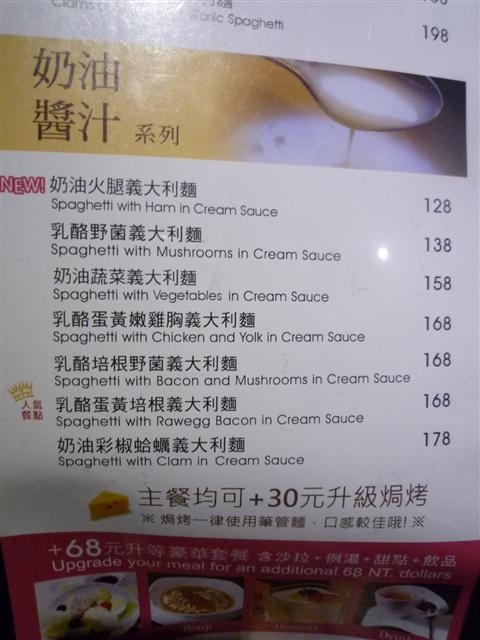 Spaghetti
198
奶油
醬汁 系列
NEW! 奶油火腿義大利麵 128
Spaghetti with Ham in Cream Sauce
乳酪野菌義大利麵 138
Spaghetti with Mushrooms in Cream Sauce
奶油蔬菜義大利麵 158
Spaghetti with Vegetables in Cream Sauce
乳酪蛋黃嫩雞胸義大利麵 168
Spaghetti with Chicken and Yolk in Cream Sauce
乳酪培根野菌義大利麵 168
Spaghetti with Bacon and Mushrooms in Cream Sauce
人氣餐點 乳酪蛋黃培根義大利麵 168
Spaghetti with Rawegg Bacon in Cream Sauce
奶油彩椒蛤蠣義大利麵 178
Spaghetti with Clam in Cream Sauce
主餐均可+30元升級焗烤
※ 焗烤一律使用筆管麵，口感較佳哦!※
+68元升等豪華套餐 含沙拉+例湯+甜點+飲品
Upgrade your meal for an additional 68 NT. dollars
Soup
Dessert